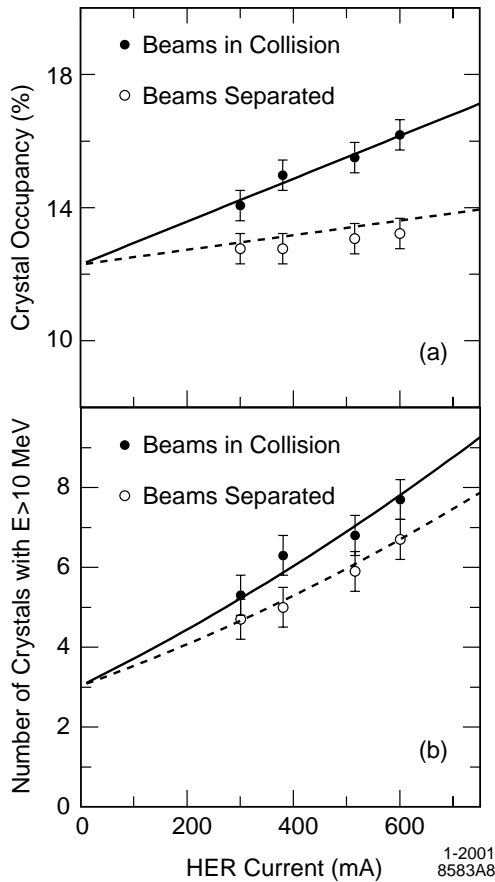 Beams in Collision
Beams Separated
18
14
10
Crystal Occupancy (%)
(a)
Beams in Collision
Beams Separated
8
6
4
2
0
Number of Crystals with E>10 MeV
(b)
0 200 400 600
HER Current (mA)
1-2001
8583A8